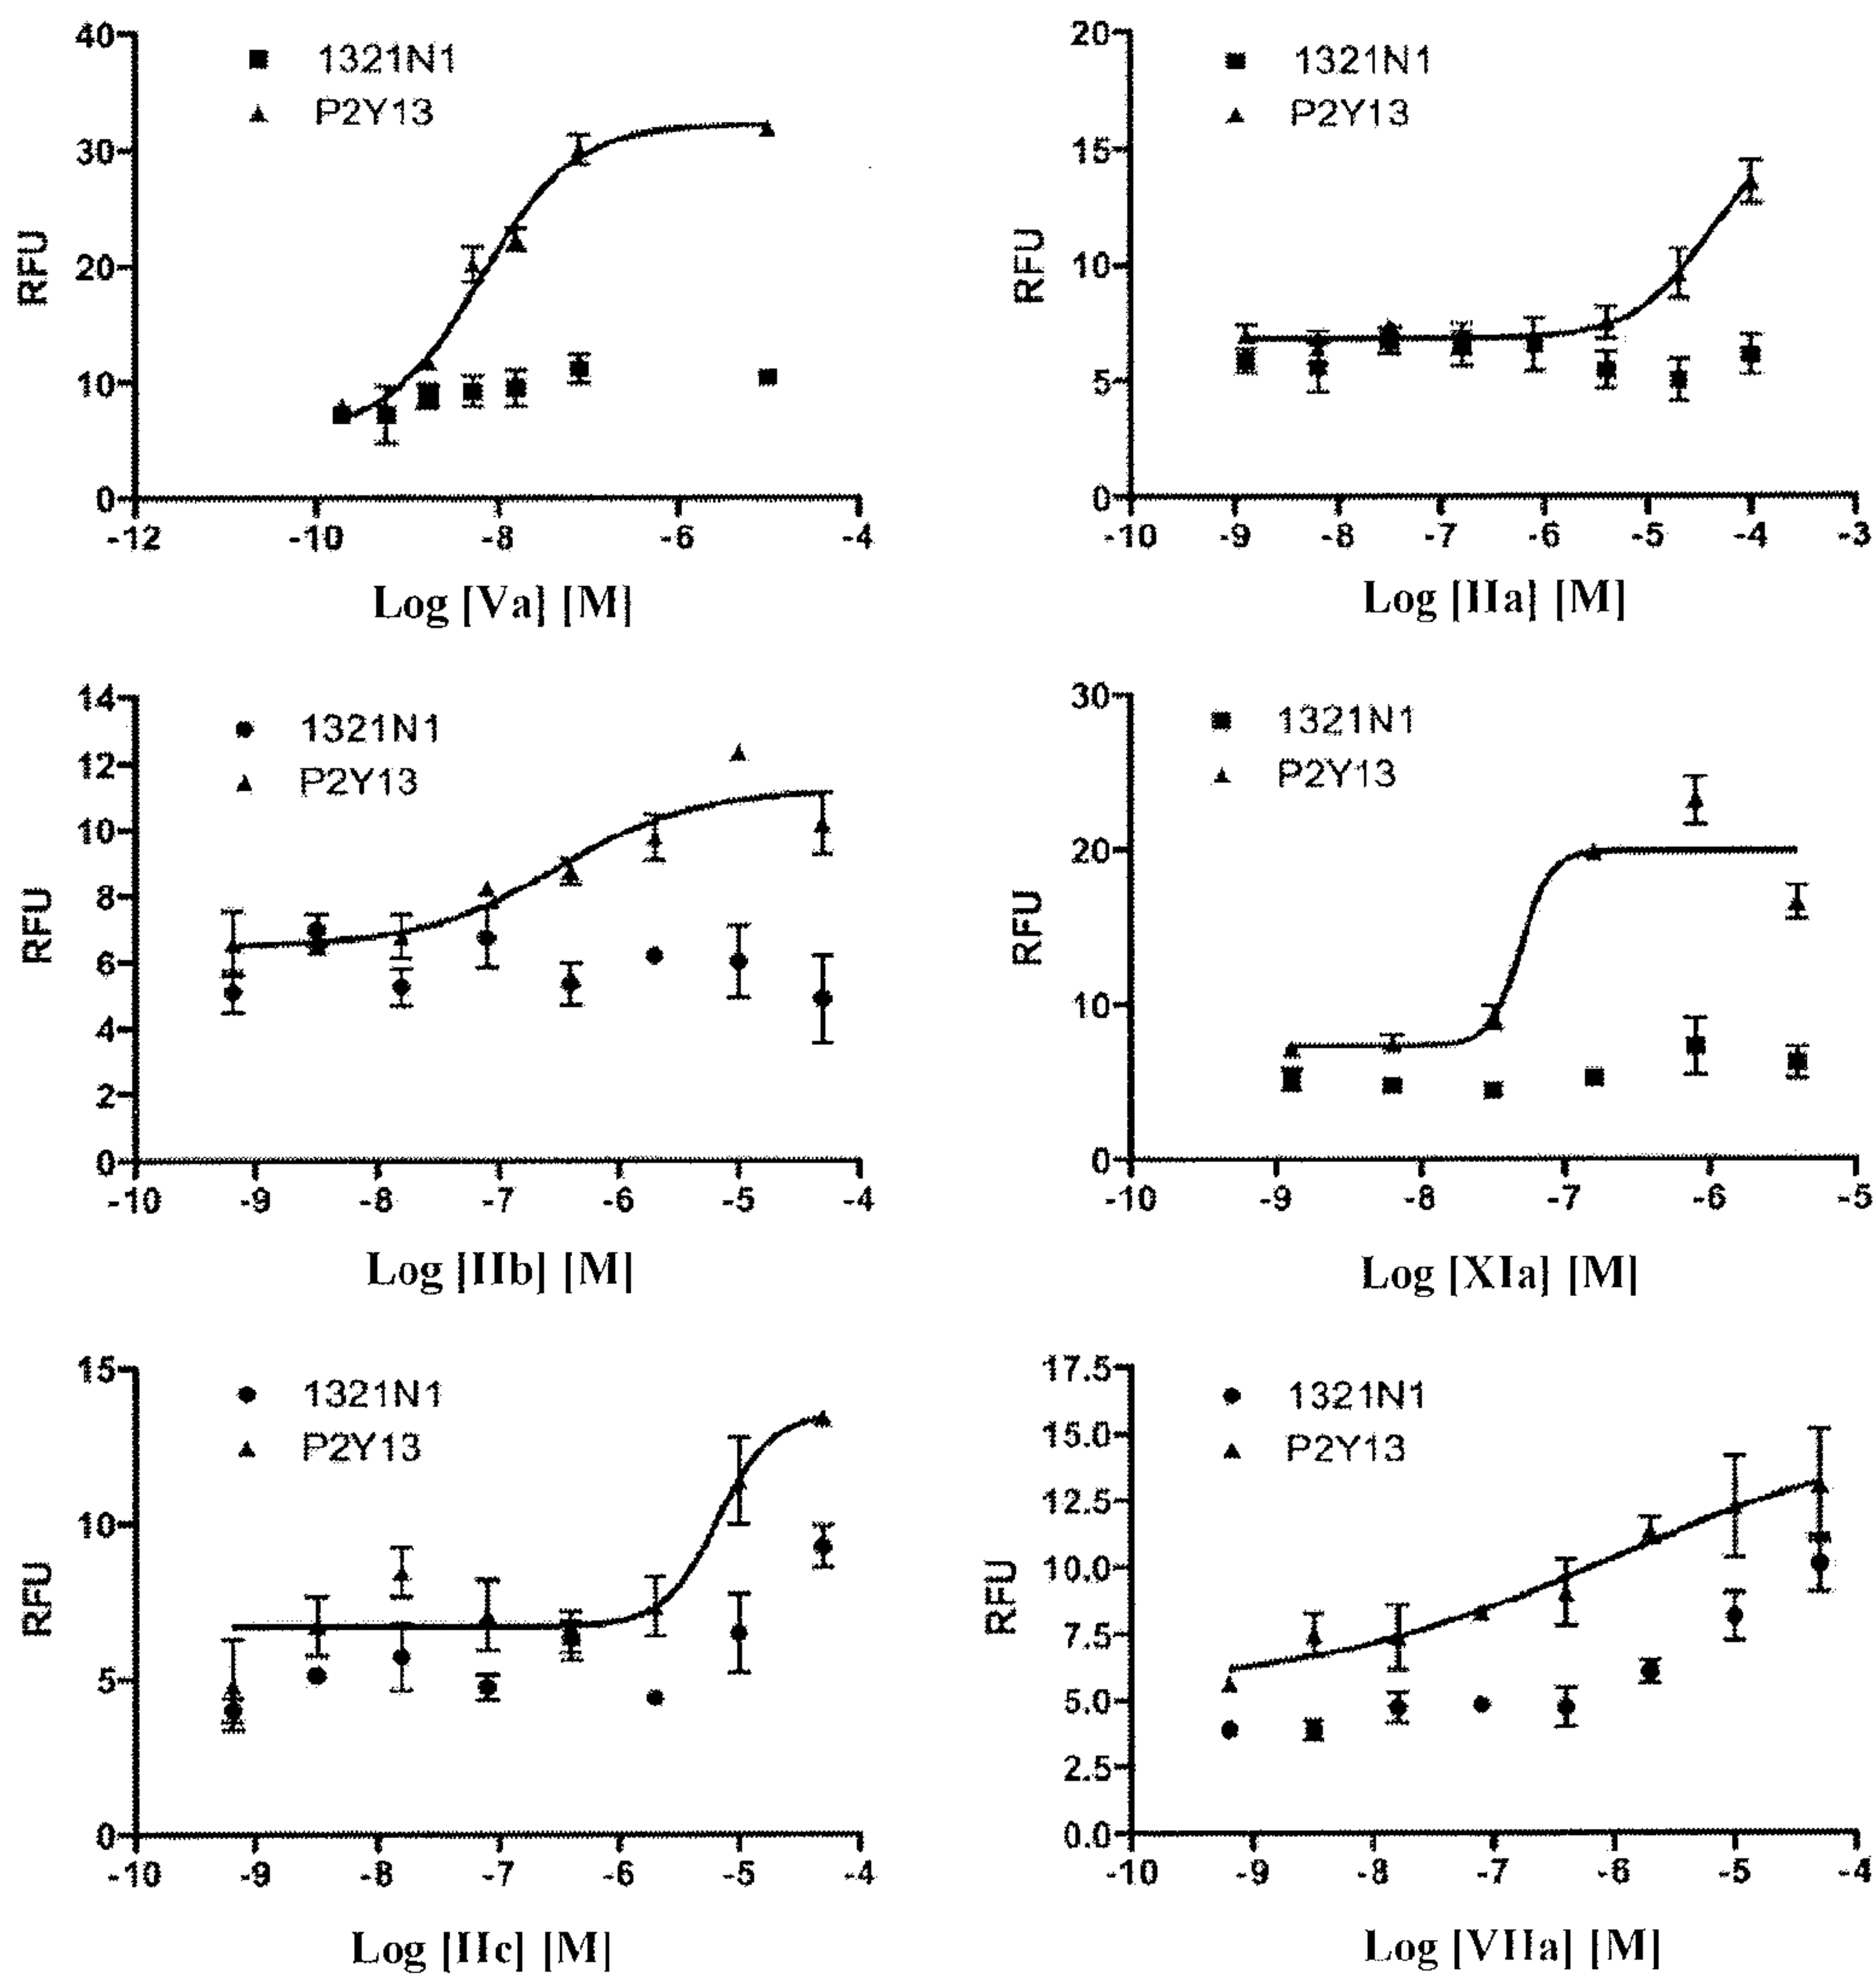 40
30
20
10
0
RFU
1321N1
P2Y13
-12 -10 -8 -6 -4
Log [Va] [M]
20
15
10
5
0
RFU
1321N1
P2Y13
-10 -9 -8 -7 -6 -5 -4 -3
Log [IIa] [M]
14
12
10
8
6
4
2
0
RFU
1321N1
P2Y13
-10 -9 -8 -7 -6 -5 -4
Log [IIb] [M]
30
20
10
0
RFU
1321N1
P2Y13
-10 -9 -8 -7 -6 -5
Log [XIa] [M]
15
10
5
0
RFU
1321N1
P2Y13
-10 -9 -8 -7 -6 -5 -4
Log [IIc] [M]
17.5
15.0
12.5
10.0
7.5
5.0
2.5
0.0
RFU
1321N1
P2Y13
-10 -9 -8 -7 -6 -5 -4
Log [VIIa] [M]